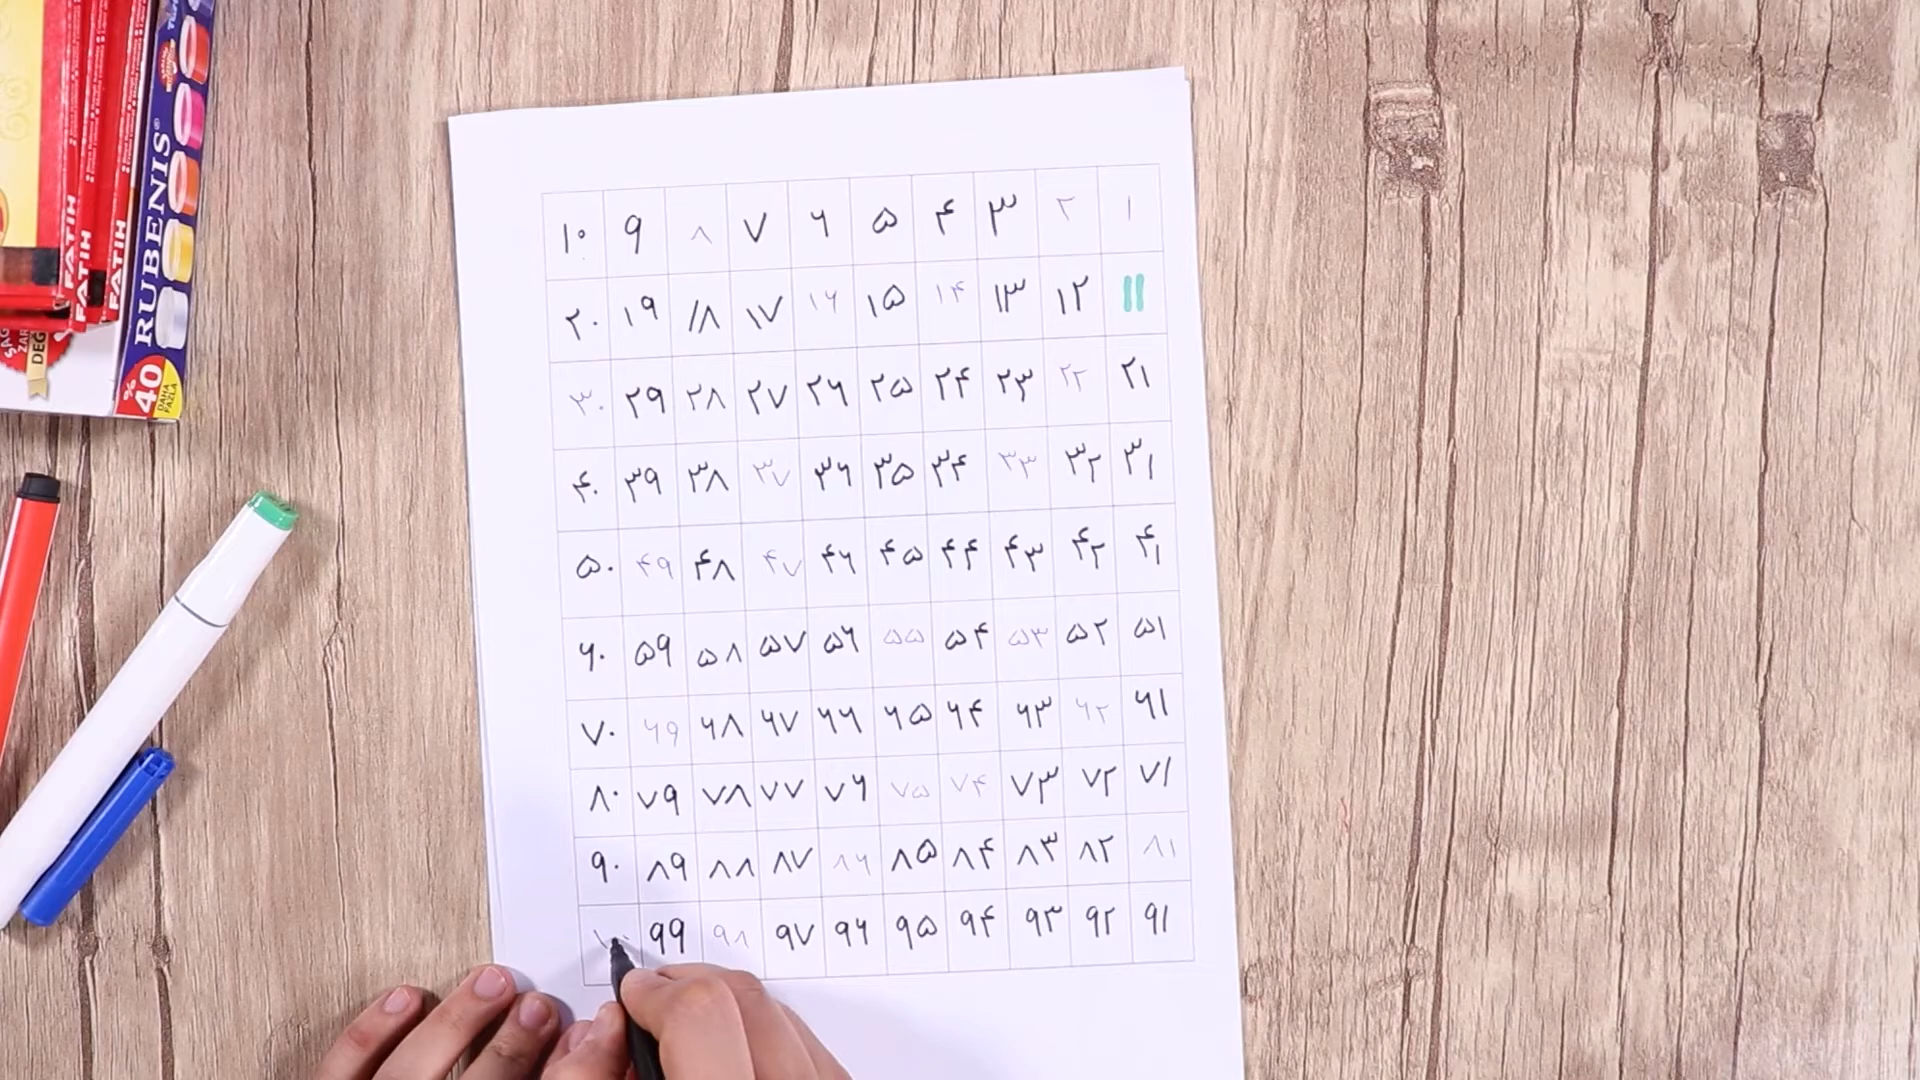 ۱ ۲ ۳ ۴ ۵ ۶ ۷ ۸ ۹ ۱۰
۱۱ ۱۲ ۱۳ ۱۴ ۱۵ ۱۶ ۱۷ ۱۸ ۱۹ ۲۰
۲۱ ۲۲ ۲۳ ۲۴ ۲۵ ۲۶ ۲۷ ۲۸ ۲۹ ۳۰
۳۱ ۳۲ ۳۳ ۳۴ ۳۵ ۳۶ ۳۷ ۳۸ ۳۹ ۴۰
۴۱ ۴۲ ۴۳ ۴۴ ۴۵ ۴۶ ۴۷ ۴۸ ۴۹ ۵۰
۵۱ ۵۲ ۵۳ ۵۴ ۵۵ ۵۶ ۵۷ ۵۸ ۵۹ ۶۰
۶۱ ۶۲ ۶۳ ۶۴ ۶۵ ۶۶ ۶۷ ۶۸ ۶۹ ۷۰
۷۱ ۷۲ ۷۳ ۷۴ ۷۵ ۷۶ ۷۷ ۷۸ ۷۹ ۸۰
۸۱ ۸۲ ۸۳ ۸۴ ۸۵ ۸۶ ۸۷ ۸۸ ۸۹ ۹۰
۹۱ ۹۲ ۹۳ ۹۴ ۹۵ ۹۶ ۹۷ ۹۸ ۹۹
FATIH
FATIH
FATIH
RUBENIS®
%40
DAHA FAZLA